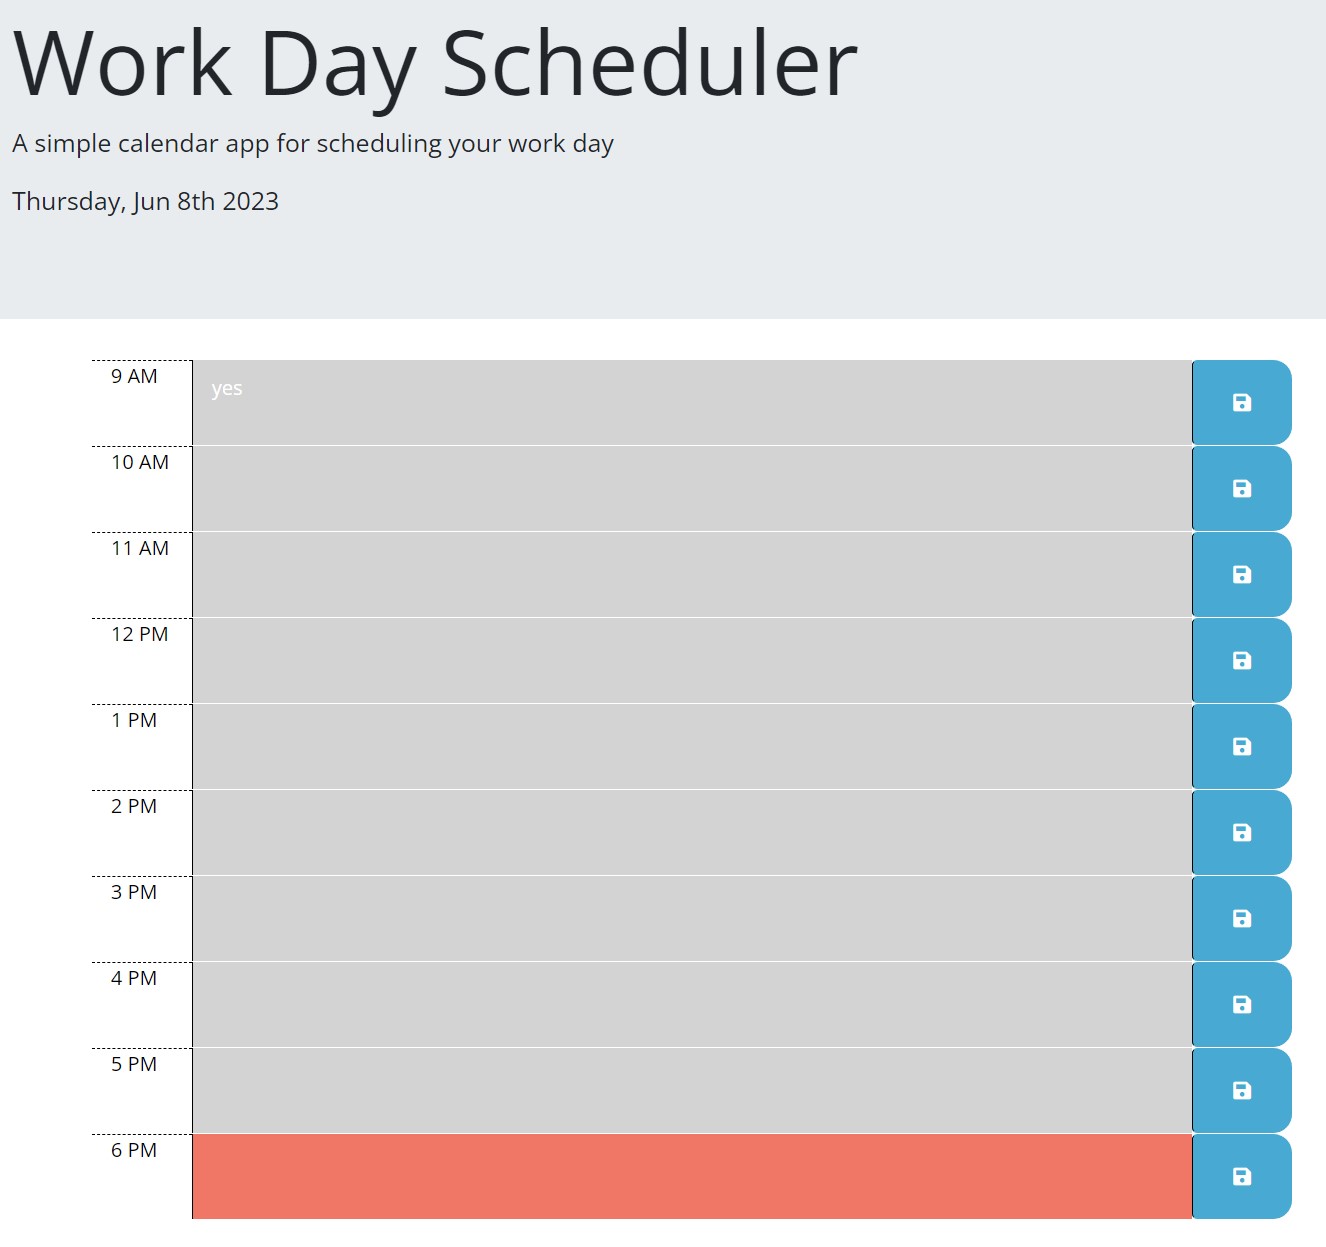 Work Day Scheduler
A simple calendar app for scheduling your work day
Thursday, Jun 8th 2023
9 AM
yes
10 AM
11 AM
12 PM
1 PM
2 PM
3 PM
4 PM
5 PM
6 PM